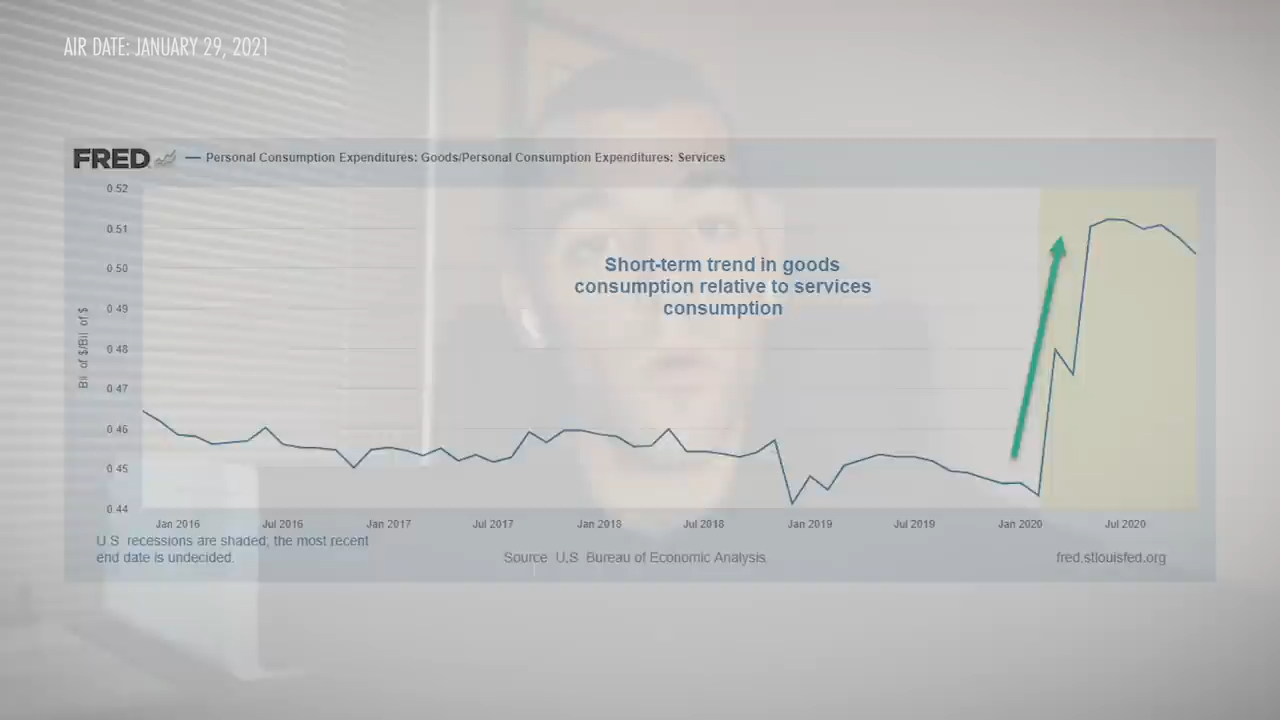 AIR DATE: JANUARY 29, 2021
FRED — Personal Consumption Expenditures: Goods/Personal Consumption Expenditures: Services
0.52
0.51
0.50
0.49
0.48
0.47
0.46
0.45
0.44
Bil. of $/Bil. of $
Short-term trend in goods
consumption relative to services
consumption
Jan 2016 Jul 2016 Jan 2017 Jul 2017 Jan 2018 Jul 2018 Jan 2019 Jul 2019 Jan 2020 Jul 2020
U.S. recessions are shaded; the most recent
end date is undecided.
Source: U.S. Bureau of Economic Analysis.
fred.stlouisfed.org